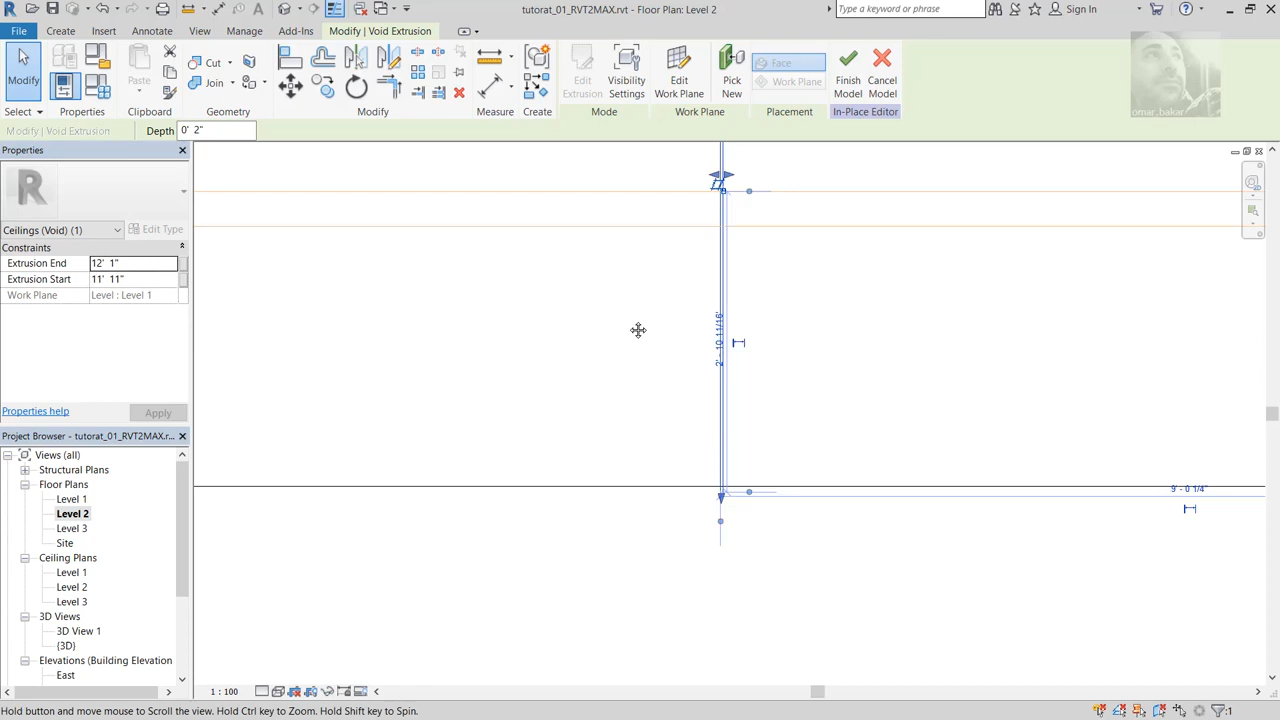 tutorat_01_RVT2MAX.rvt - Floor Plan: Level 2
Type a keyword or phrase
Sign In
File
Create
Insert
Annotate
View
Manage
Add-Ins
Modify | Void Extrusion
Modify
Paste
Cut
Join
Edit Extrusion
Visibility Settings
Edit Work Plane
Pick New
Face
Work Plane
Finish Model
Cancel Model
Select
Properties
Clipboard
Geometry
Modify
Measure
Create
Mode
Work Plane
Placement
In-Place Editor
omar_bakar
Modify | Void Extrusion
Depth
0' 2"
Properties
R
Ceilings (Void) (1)
Edit Type
Constraints
Extrusion End 12' 1"
Extrusion Start 11' 11"
Work Plane Level : Level 1
Properties help
Apply
Project Browser - tutorat_01_RVT2MAX.r...
Views (all)
Structural Plans
Floor Plans
Level 1
Level 2
Level 3
Site
Ceiling Plans
Level 1
Level 2
Level 3
3D Views
3D View 1
{3D}
Elevations (Building Elevation
East
2' - 10 11/16"
9' - 0 1/4"
1 : 100
Hold button and move mouse to Scroll the view. Hold Ctrl key to Zoom. Hold Shift key to Spin.
:1